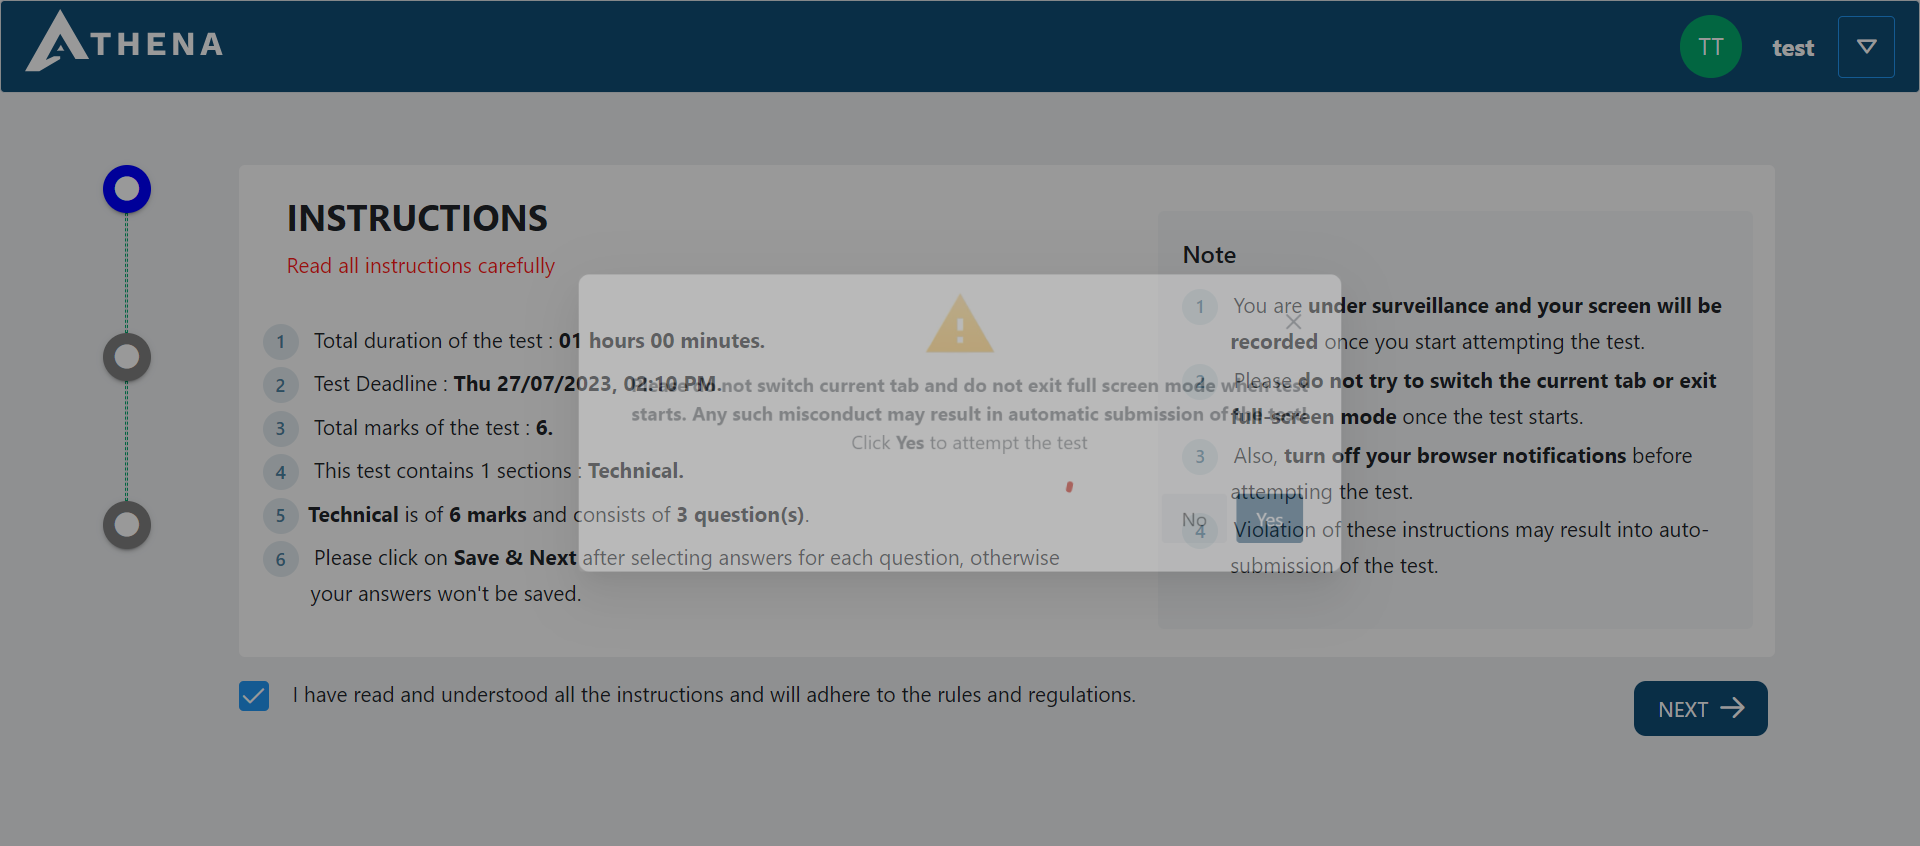 ATHENA
TT
test
INSTRUCTIONS
Read all instructions carefully
1 Total duration of the test : 01 hours 00 minutes.
2 Test Deadline : Thu 27/07/2023, 02:10 PM.
3 Total marks of the test : 6.
4 This test contains 1 sections : Technical.
5 Technical is of 6 marks and consists of 3 question(s).
6 Please click on Save & Next after selecting answers for each question, otherwise
your answers won't be saved.
Note
1 You are under surveillance and your screen will be
recorded once you start attempting the test.
2 Please do not try to switch the current tab or exit
full-screen mode once the test starts.
3 Also, turn off your browser notifications before
attempting the test.
4 Violation of these instructions may result into auto-
submission of the test.
Please do not switch current tab and do not exit full screen mode when test
starts. Any such misconduct may result in automatic submission of the test!
Click Yes to attempt the test
No
Yes
I have read and understood all the instructions and will adhere to the rules and regulations.
NEXT